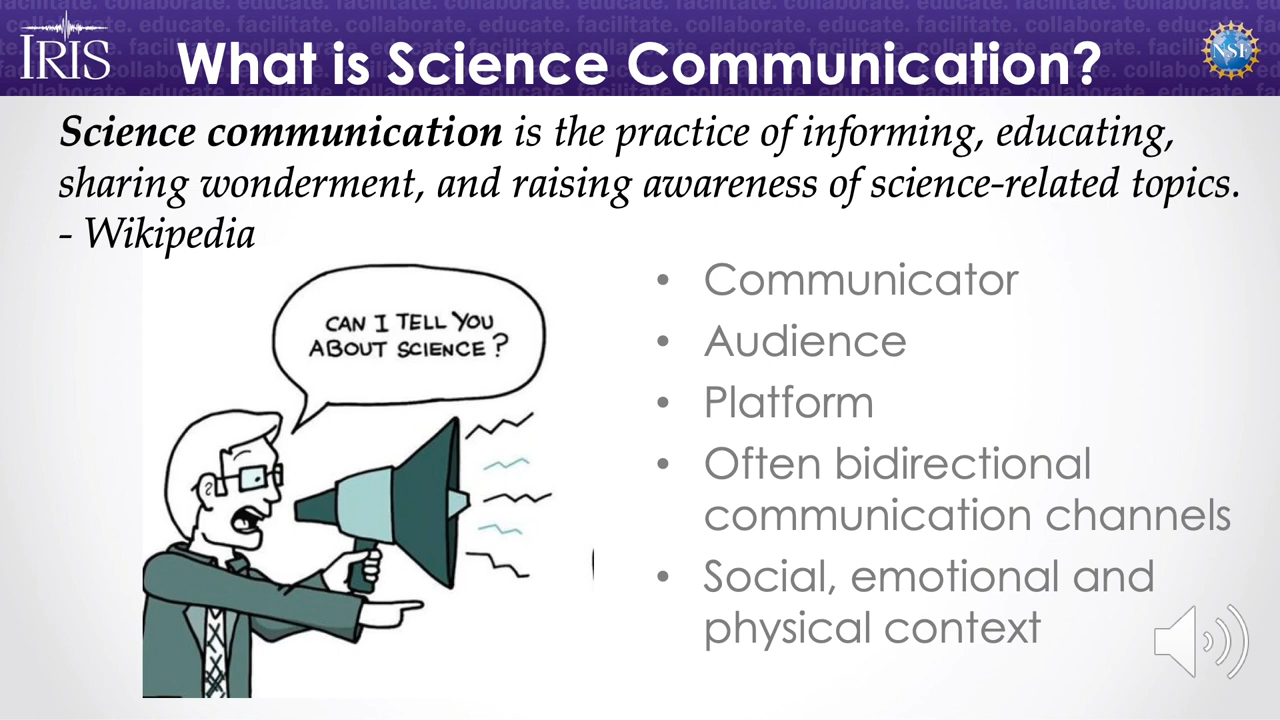 IRIS
What is Science Communication?
NSF
Science communication is the practice of informing, educating,
sharing wonderment, and raising awareness of science-related topics.
- Wikipedia
CAN I TELL YOU
ABOUT SCIENCE?
• Communicator
• Audience
• Platform
• Often bidirectional
communication channels
• Social, emotional and
physical context